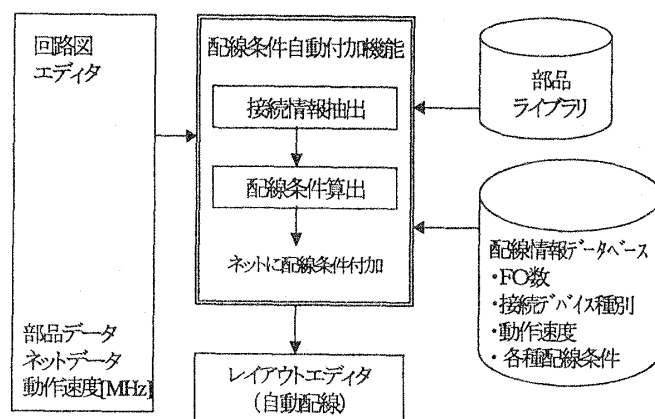 回路図
エディタ
部品データ
ネットデータ
動作速度[MHz]
配線条件自動付加機能
接続情報抽出
配線条件算出
ネットに配線条件付加
レイアウトエディタ
(自動配線)
部品
ライブラリ
配線情報データベース
・FO数
・接続デバイス種別
・動作速度
・各種配線条件